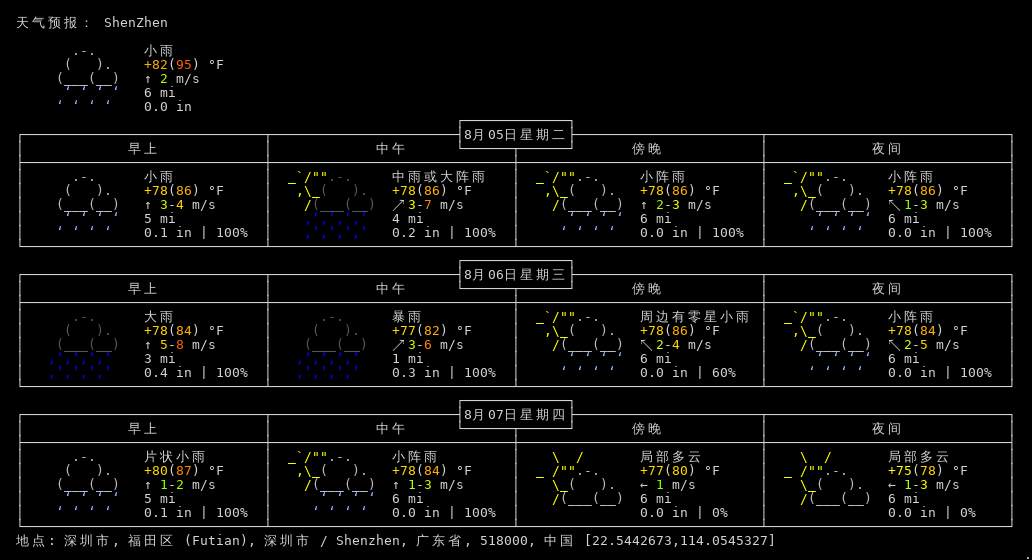 天气预报： ShenZhen
小雨
+82(95) °F
↑ 2 m/s
6 mi
0.0 in
8月05日星期二
早上 中午 傍晚 夜间
小雨 中雨或大阵雨 小阵雨 小阵雨
+78(86) °F +78(86) °F +78(86) °F +78(86) °F
↑ 3-4 m/s ↗ 3-7 m/s ↑ 2-3 m/s ↖ 1-3 m/s
5 mi 4 mi 6 mi 6 mi
0.1 in | 100% 0.2 in | 100% 0.0 in | 100% 0.0 in | 100%
8月06日星期三
早上 中午 傍晚 夜间
大雨 暴雨 周边有零星小雨 小阵雨
+78(84) °F +77(82) °F +78(86) °F +78(84) °F
↑ 5-8 m/s ↗ 3-6 m/s ↖ 2-4 m/s ↖ 2-5 m/s
3 mi 1 mi 6 mi 6 mi
0.4 in | 100% 0.3 in | 100% 0.0 in | 60% 0.0 in | 100%
8月07日星期四
早上 中午 傍晚 夜间
片状小雨 小阵雨 局部多云 局部多云
+80(87) °F +78(84) °F +77(80) °F +75(78) °F
↑ 1-2 m/s ↑ 1-3 m/s ← 1 m/s ← 1-3 m/s
5 mi 6 mi 6 mi 6 mi
0.1 in | 100% 0.0 in | 100% 0.0 in | 0% 0.0 in | 0%
地点: 深圳市, 福田区 (Futian), 深圳市 / Shenzhen, 广东省, 518000, 中国 [22.5442673,114.0545327]